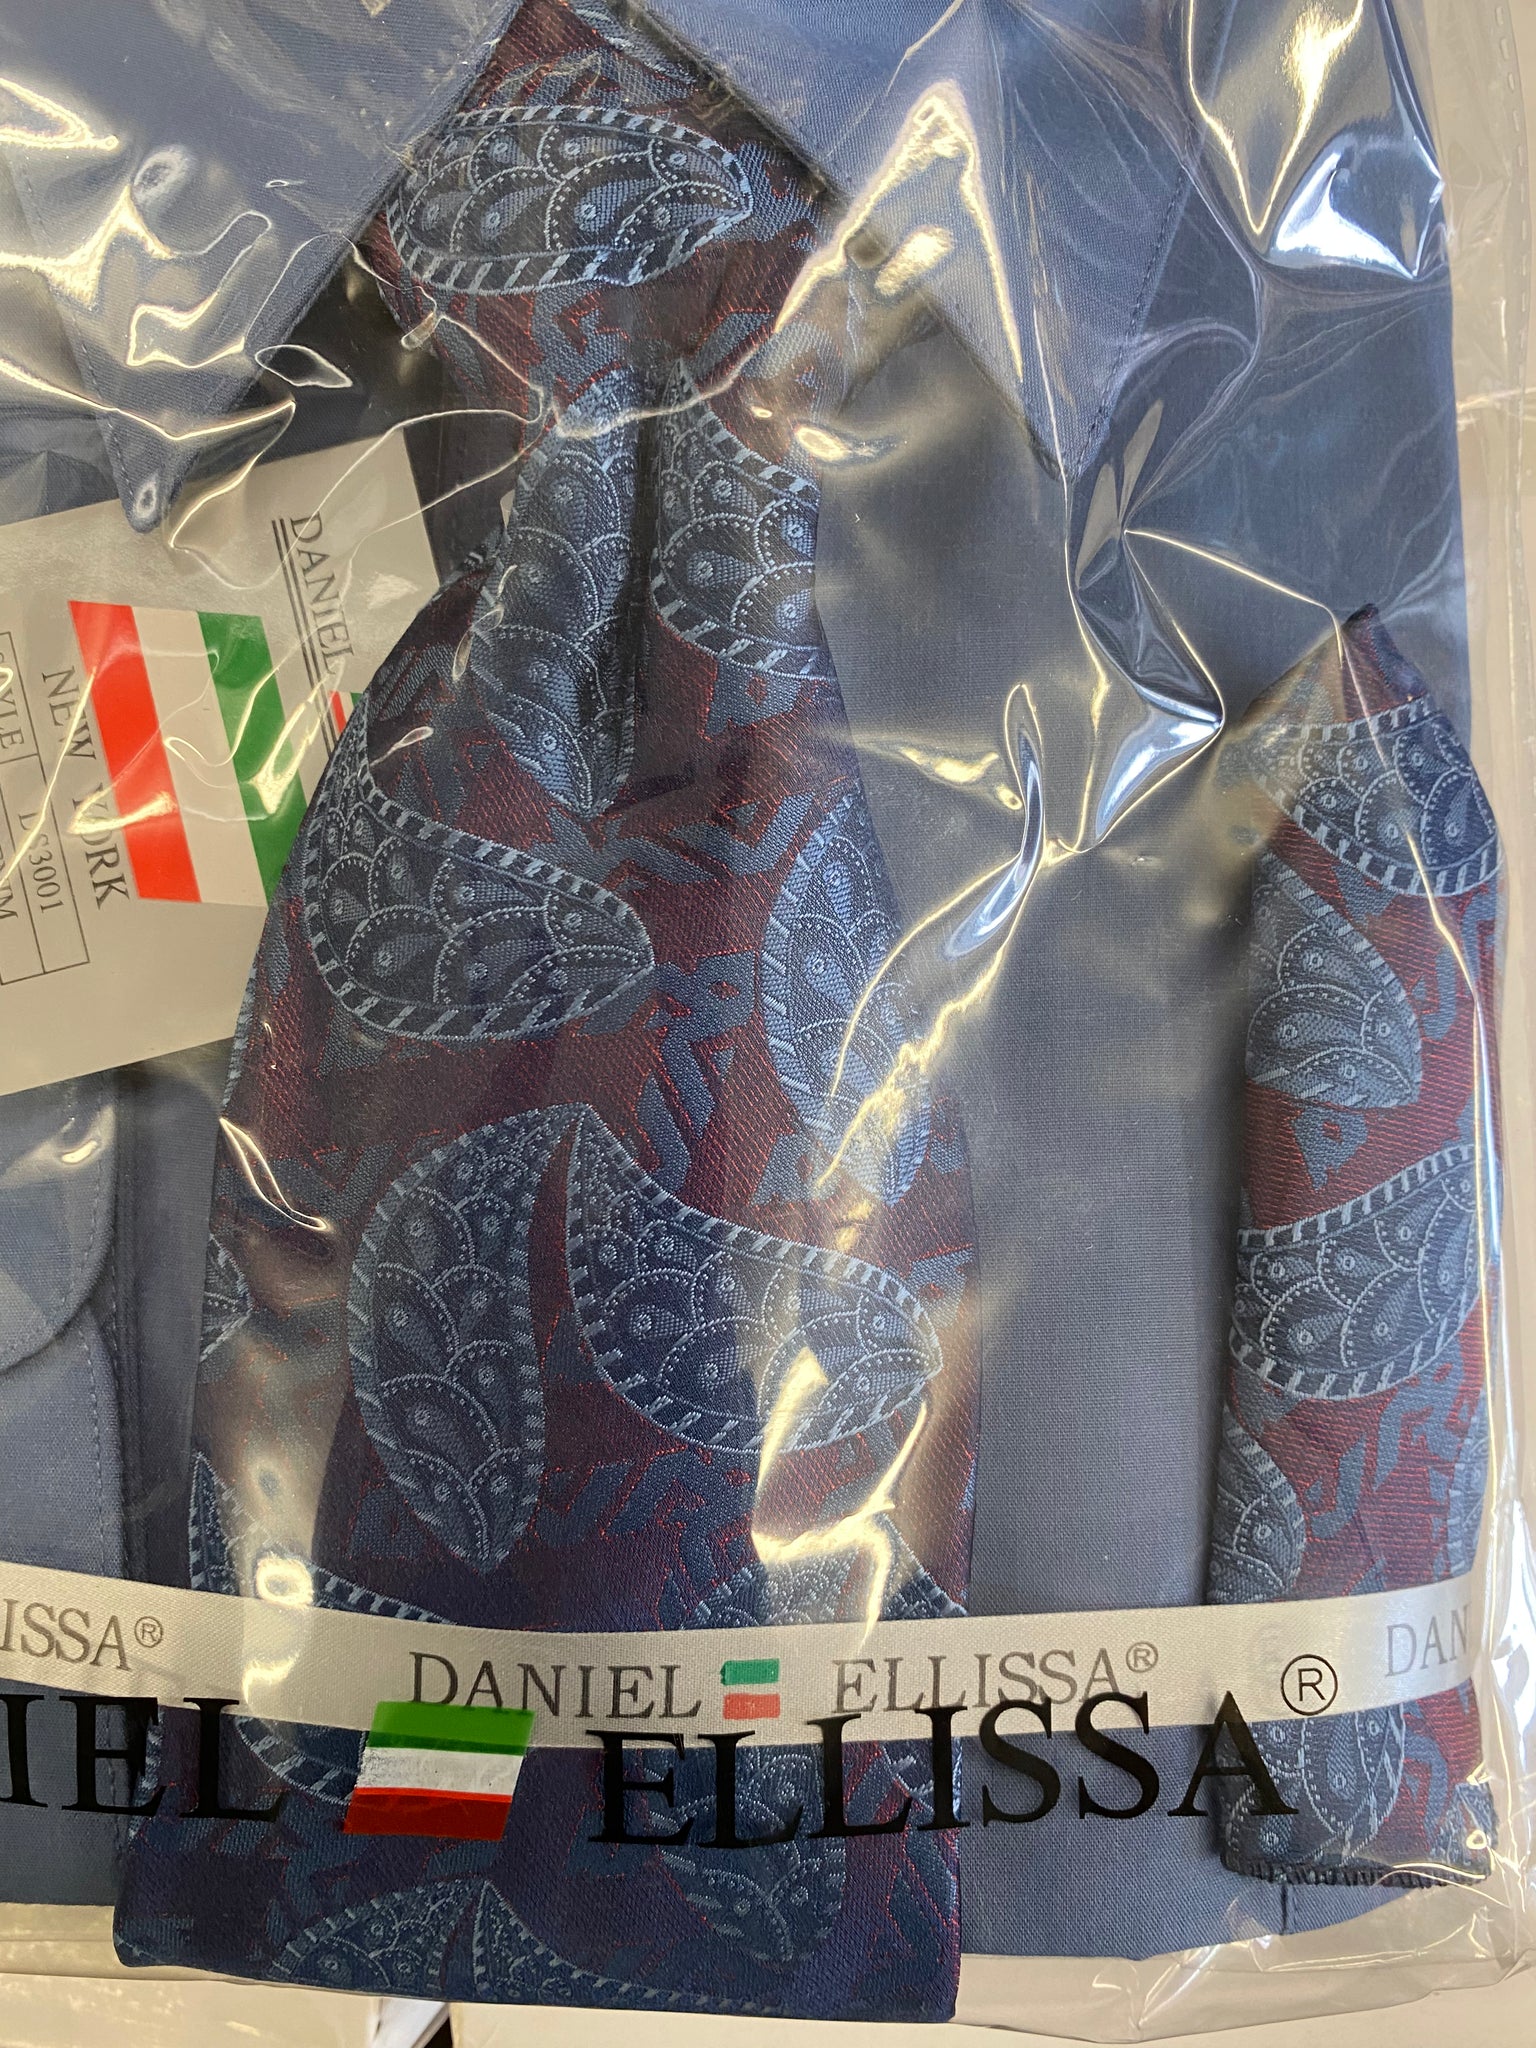 DANIEL
NEW YORK
DS3001
ISSA®
DANIEL ELLISSA®
DAN
IEL ELLISSA®